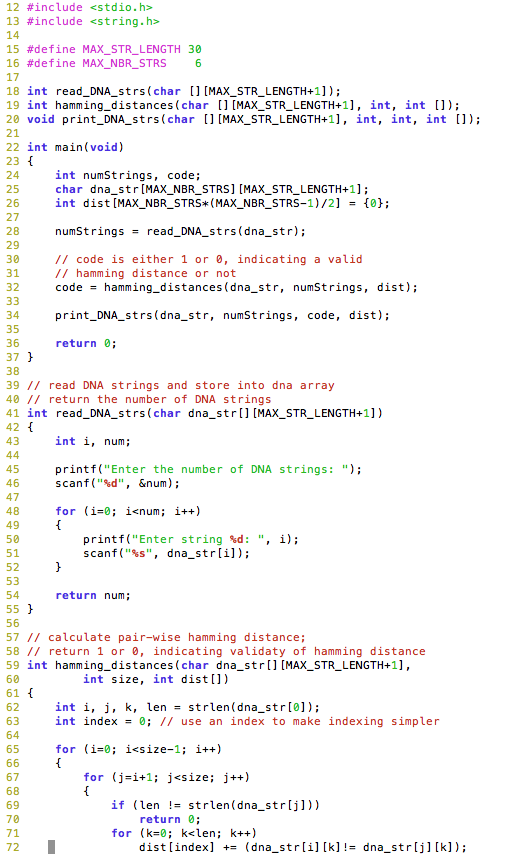 12 #include <stdio.h>
13 #include <string.h>
14
15 #define MAX_STR_LENGTH 30
16 #define MAX_NBR_STRS    6
17
18 int read_DNA_strs(char [][MAX_STR_LENGTH+1]);
19 int hamming_distances(char [][MAX_STR_LENGTH+1], int, int []);
20 void print_DNA_strs(char [][MAX_STR_LENGTH+1], int, int, int []);
21
22 int main(void)
23 {
24     int numStrings, code;
25     char dna_str[MAX_NBR_STRS][MAX_STR_LENGTH+1];
26     int dist[MAX_NBR_STRS*(MAX_NBR_STRS-1)/2] = {0};
27
28     numStrings = read_DNA_strs(dna_str);
29
30     // code is either 1 or 0, indicating a valid
31     // hamming distance or not
32     code = hamming_distances(dna_str, numStrings, dist);
33
34     print_DNA_strs(dna_str, numStrings, code, dist);
35
36     return 0;
37 }
38
39 // read DNA strings and store into dna array
40 // return the number of DNA strings
41 int read_DNA_strs(char dna_str[][MAX_STR_LENGTH+1])
42 {
43     int i, num;
44
45     printf("Enter the number of DNA strings: ");
46     scanf("%d", &num);
47
48     for (i=0; i<num; i++)
49     {
50         printf("Enter string %d: ", i);
51         scanf("%s", dna_str[i]);
52     }
53
54     return num;
55 }
56
57 // calculate pair-wise hamming distance;
58 // return 1 or 0, indicating validaty of hamming distance
59 int hamming_distances(char dna_str[][MAX_STR_LENGTH+1],
60         int size, int dist[])
61 {
62     int i, j, k, len = strlen(dna_str[0]);
63     int index = 0; // use an index to make indexing simpler
64
65     for (i=0; i<size-1; i++)
66     {
67         for (j=i+1; j<size; j++)
68         {
69             if (len != strlen(dna_str[j]))
70                 return 0;
71             for (k=0; k<len; k++)
72                 dist[index] += (dna_str[i][k]!= dna_str[j][k]);